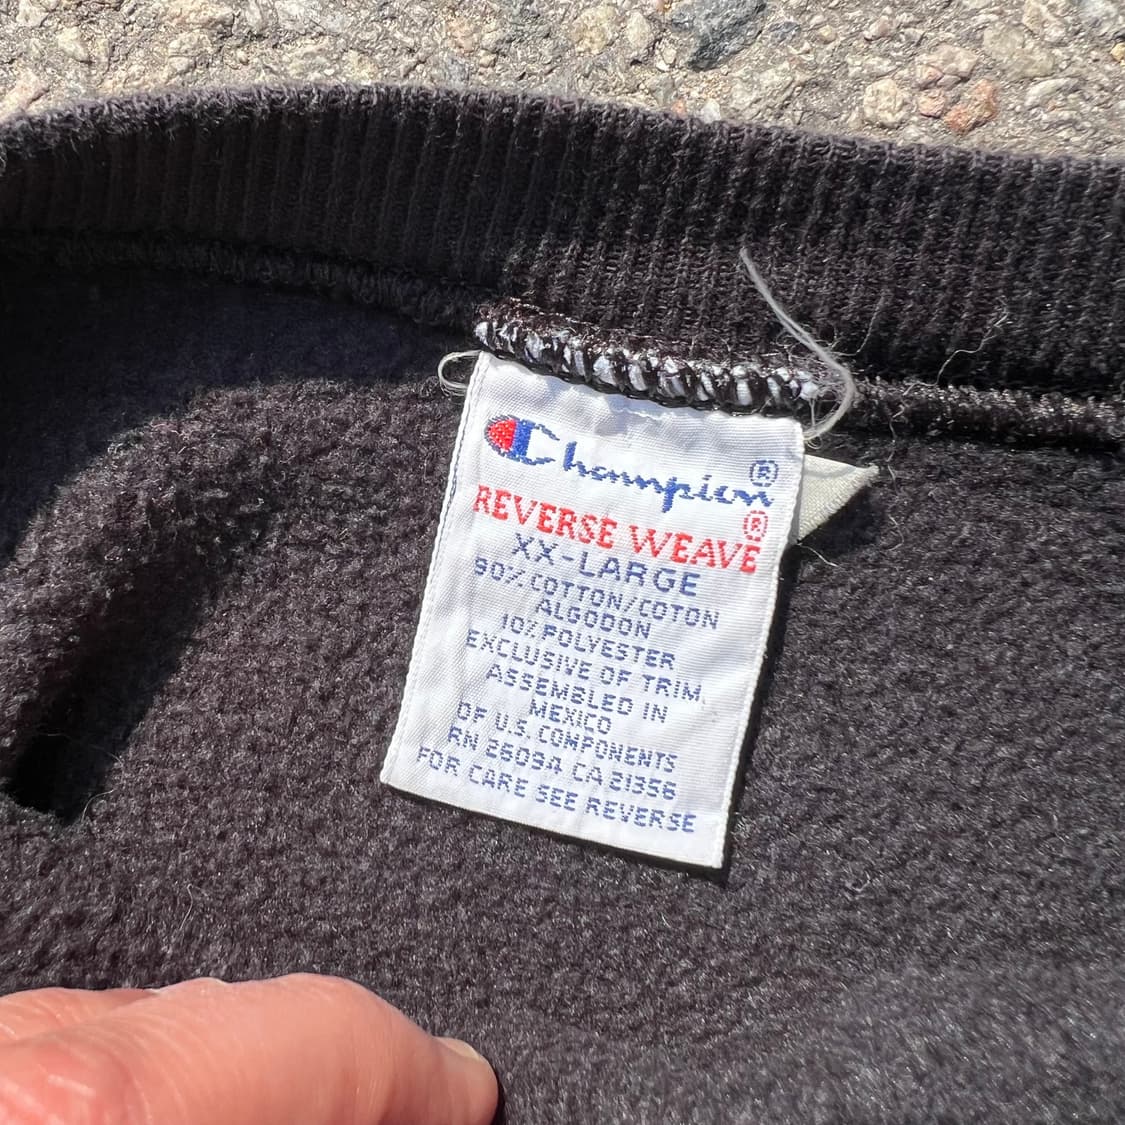 Champion®
REVERSE WEAVE®
XX-LARGE
90% COTTON/COTON
ALGODON
10% POLYESTER
EXCLUSIVE OF TRIM.
ASSEMBLED IN
MEXICO
OF U.S. COMPONENTS
RN 26094 CA 21356
FOR CARE SEE REVERSE